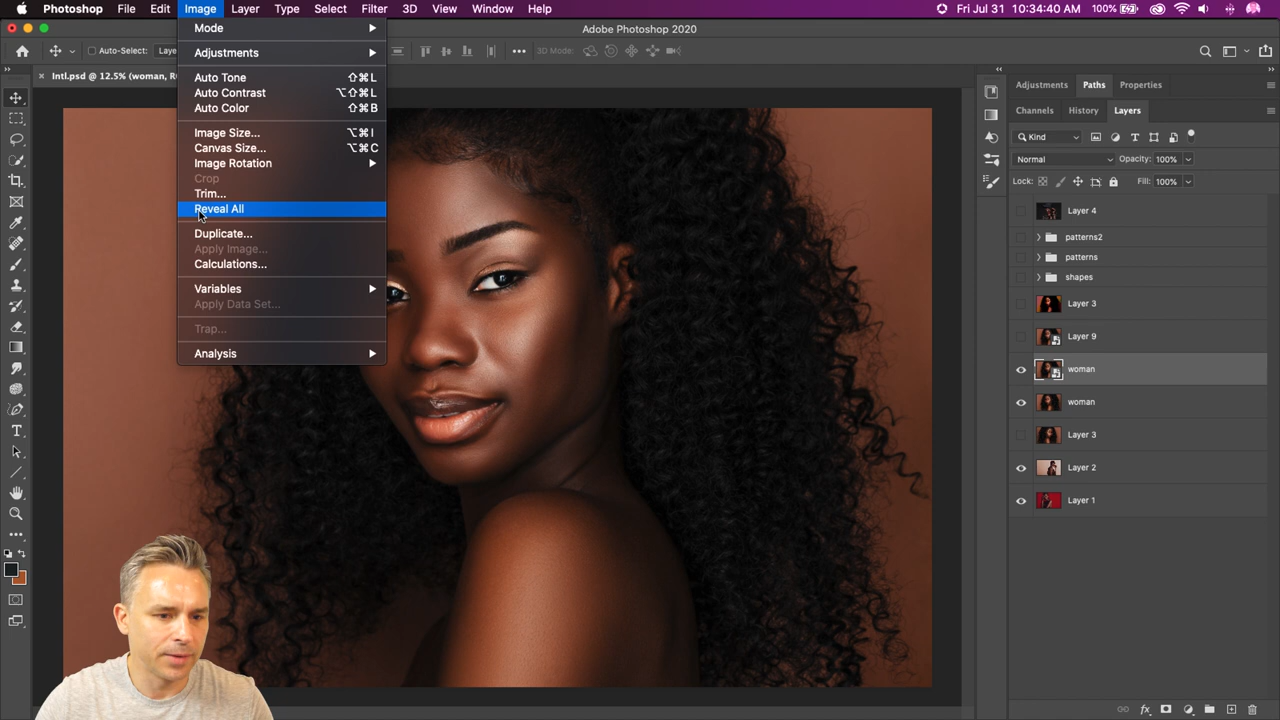 Photoshop File Edit Image Layer Type Select Filter 3D View Window Help 100% Fri Jul 31 10:34:40 AM
Adobe Photoshop 2020
Auto-Select: Laye 3D Mode:
Intl.psd @ 12.5% (woman, R
Mode
Adjustments
Auto Tone ⇧⌘L
Auto Contrast ⌥⇧⌘L
Auto Color ⇧⌘B
Image Size... ⌥⌘I
Canvas Size... ⌥⌘C
Image Rotation
Crop
Trim...
Reveal All
Duplicate...
Apply Image...
Calculations...
Variables
Apply Data Set...
Trap...
Analysis
Adjustments Paths Properties
Channels History Layers
Kind
Normal Opacity: 100%
Lock: Fill: 100%
Layer 4
patterns2
patterns
shapes
Layer 3
Layer 9
woman
woman
Layer 3
Layer 2
Layer 1